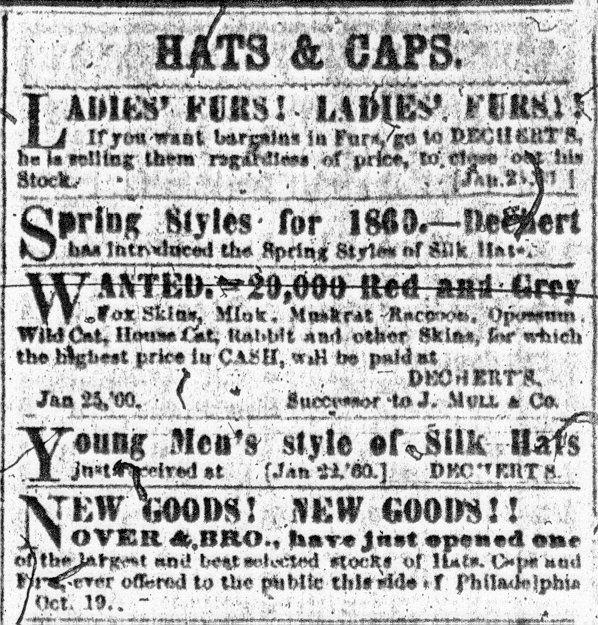 HATS & CAPS.
LADIES' FURS! LADIES' FURS!!
If you want bargains in Furs, go to DECHERT'S,
he is selling them regardless of price, to close out his
Stock. [Jan.
Spring Styles for 1860.—Dechert
has introduced the Spring Styles of Silk Hats.
WANTED.—20,000 Red and Grey
Fox Skins, Mink, Muskrat Raccoon, Opossum,
Wild Cat, House Cat, Rabbit and other Skins, for which
the highest price in CASH, will be paid at
DECHERT'S,
Jan 25,'60. Successor to J. MULL & Co.
Young Men's style of Silk Hats
just received at [Jan 22,'60.] DECHERT'S.
NEW GOODS! NEW GOODS!!
OVER & BRO., have just opened one
of the largest and best selected stocks of Hats, Caps and
Furs, ever offered to the public this side of Philadelphia
Oct. 19..